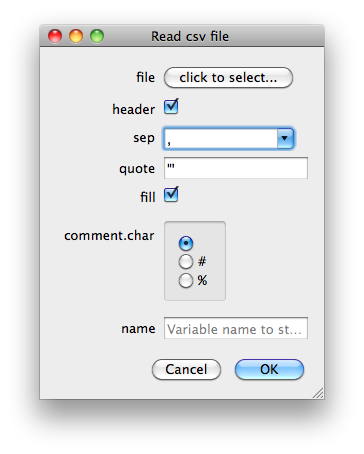 Read csv file
file click to select...
header
sep ,
quote "'
fill
comment.char
#
%
name Variable name to st...
Cancel OK